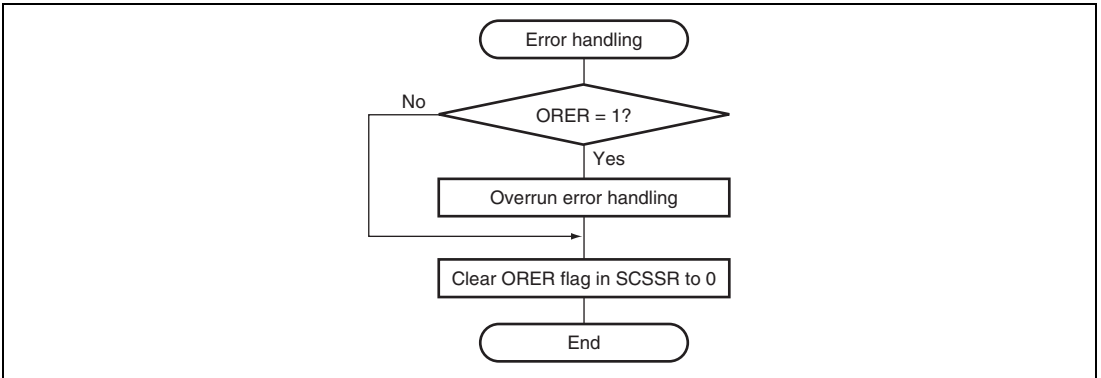 Error handling
ORER = 1?
No
Yes
Overrun error handling
Clear ORER flag in SCSSR to 0
End